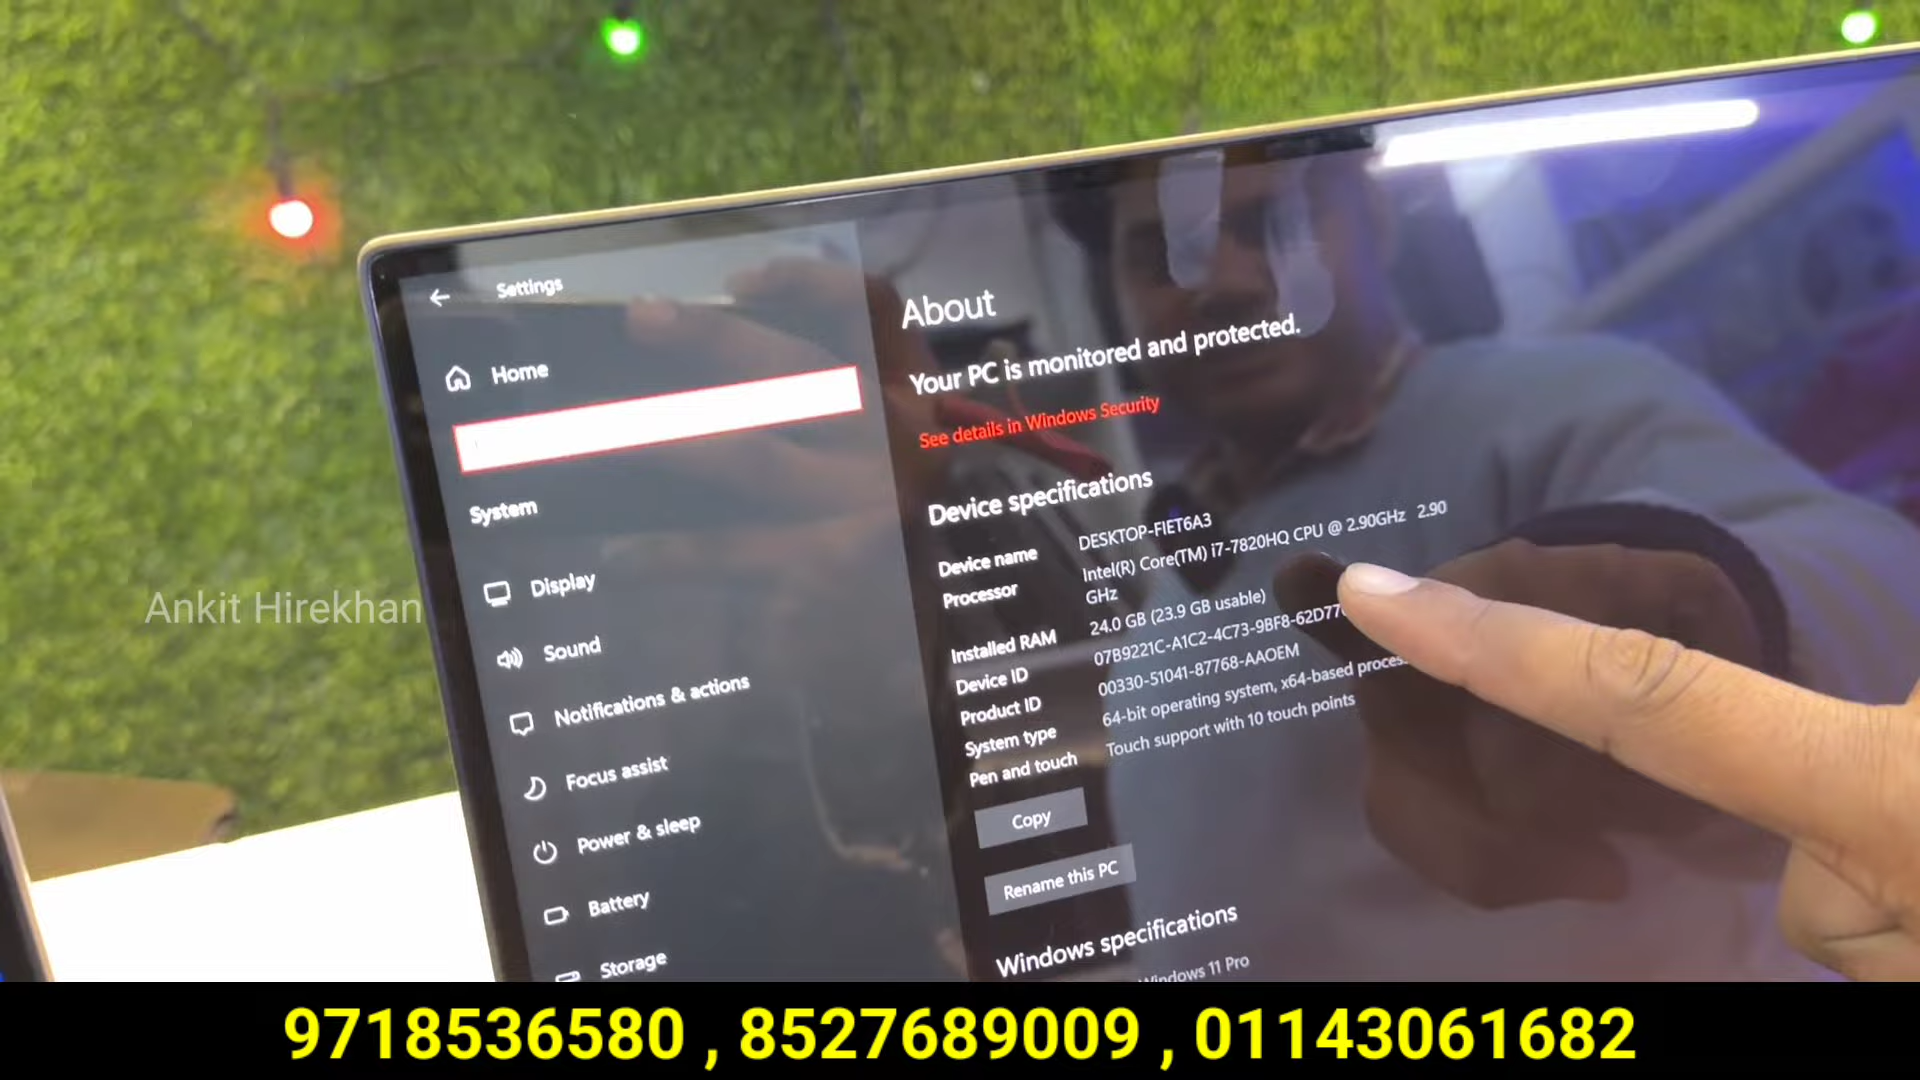 Settings
Home
System
Display
Sound
Notifications & actions
Focus assist
Power & sleep
Battery
Storage
About
Your PC is monitored and protected.
See details in Windows Security
Device specifications
Device name DESKTOP-FIET6A3
Processor Intel(R) Core(TM) i7-7820HQ CPU @ 2.90GHz 2.90
GHz
Installed RAM 24.0 GB (23.9 GB usable)
Device ID 07B9221C-A1C2-4C73-9BF8-62D77
Product ID 00330-51041-87768-AAOEM
System type 64-bit operating system, x64-based
Pen and touch Touch support with 10 touch points
Copy
Rename this PC
Windows specifications
Windows 11 Pro
Ankit Hirekhan
9718536580 , 8527689009 , 01143061682